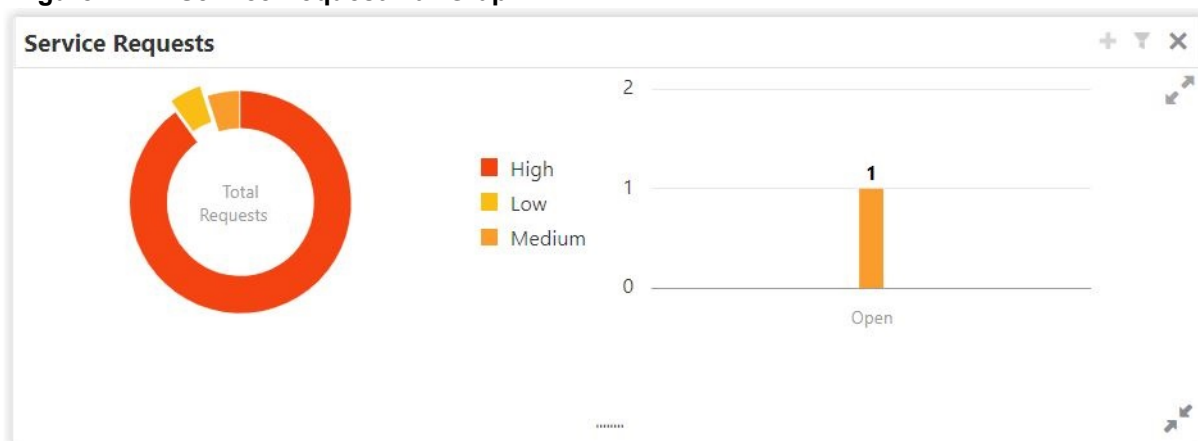 Service Requests
Total
Requests
High
Low
Medium
2
1
0
1
Open